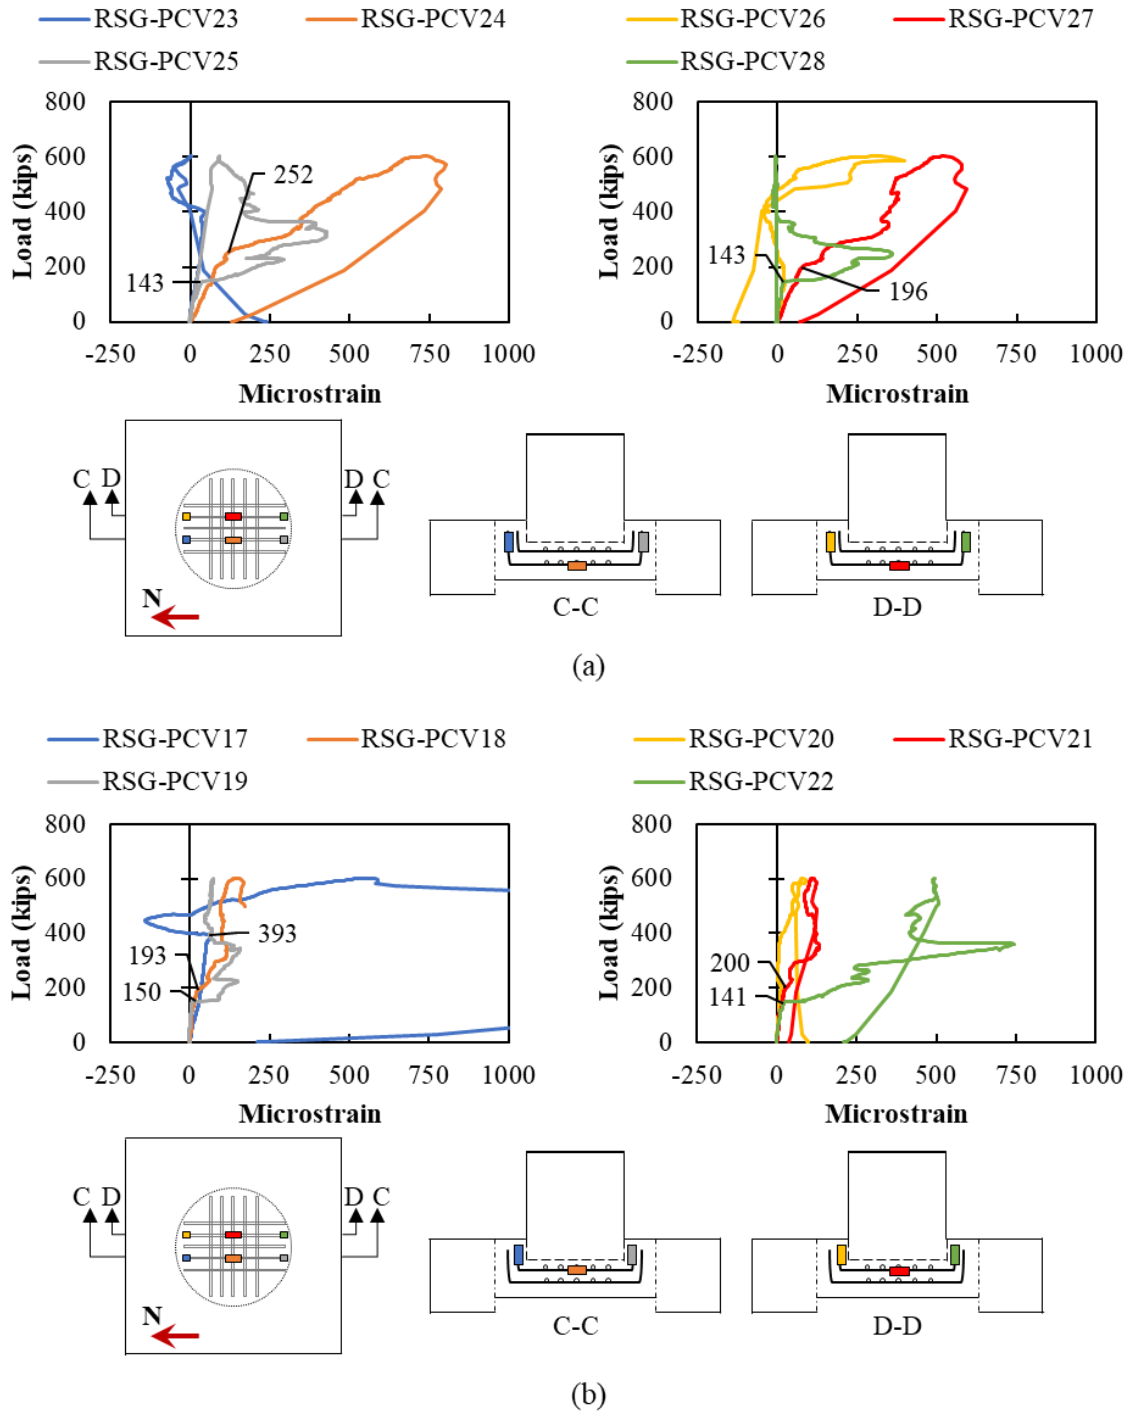 RSG-PCV23 RSG-PCV24 RSG-PCV26 RSG-PCV27
RSG-PCV25 RSG-PCV28
800 800
600 600
252
400 400
143 143
200 200
196
0 0
Load (kips) Load (kips)
-250 0 250 500 750 1000 -250 0 250 500 750 1000
Microstrain Microstrain
C D D C
N
C-C D-D
(a)
RSG-PCV17 RSG-PCV18 RSG-PCV20 RSG-PCV21
RSG-PCV19 RSG-PCV22
800 800
600 600
400 393 400
193 200
200 150 200 141
0 0
Load (kips) Load (kips)
-250 0 250 500 750 1000 -250 0 250 500 750 1000
Microstrain Microstrain
C D D C
N
C-C D-D
(b)